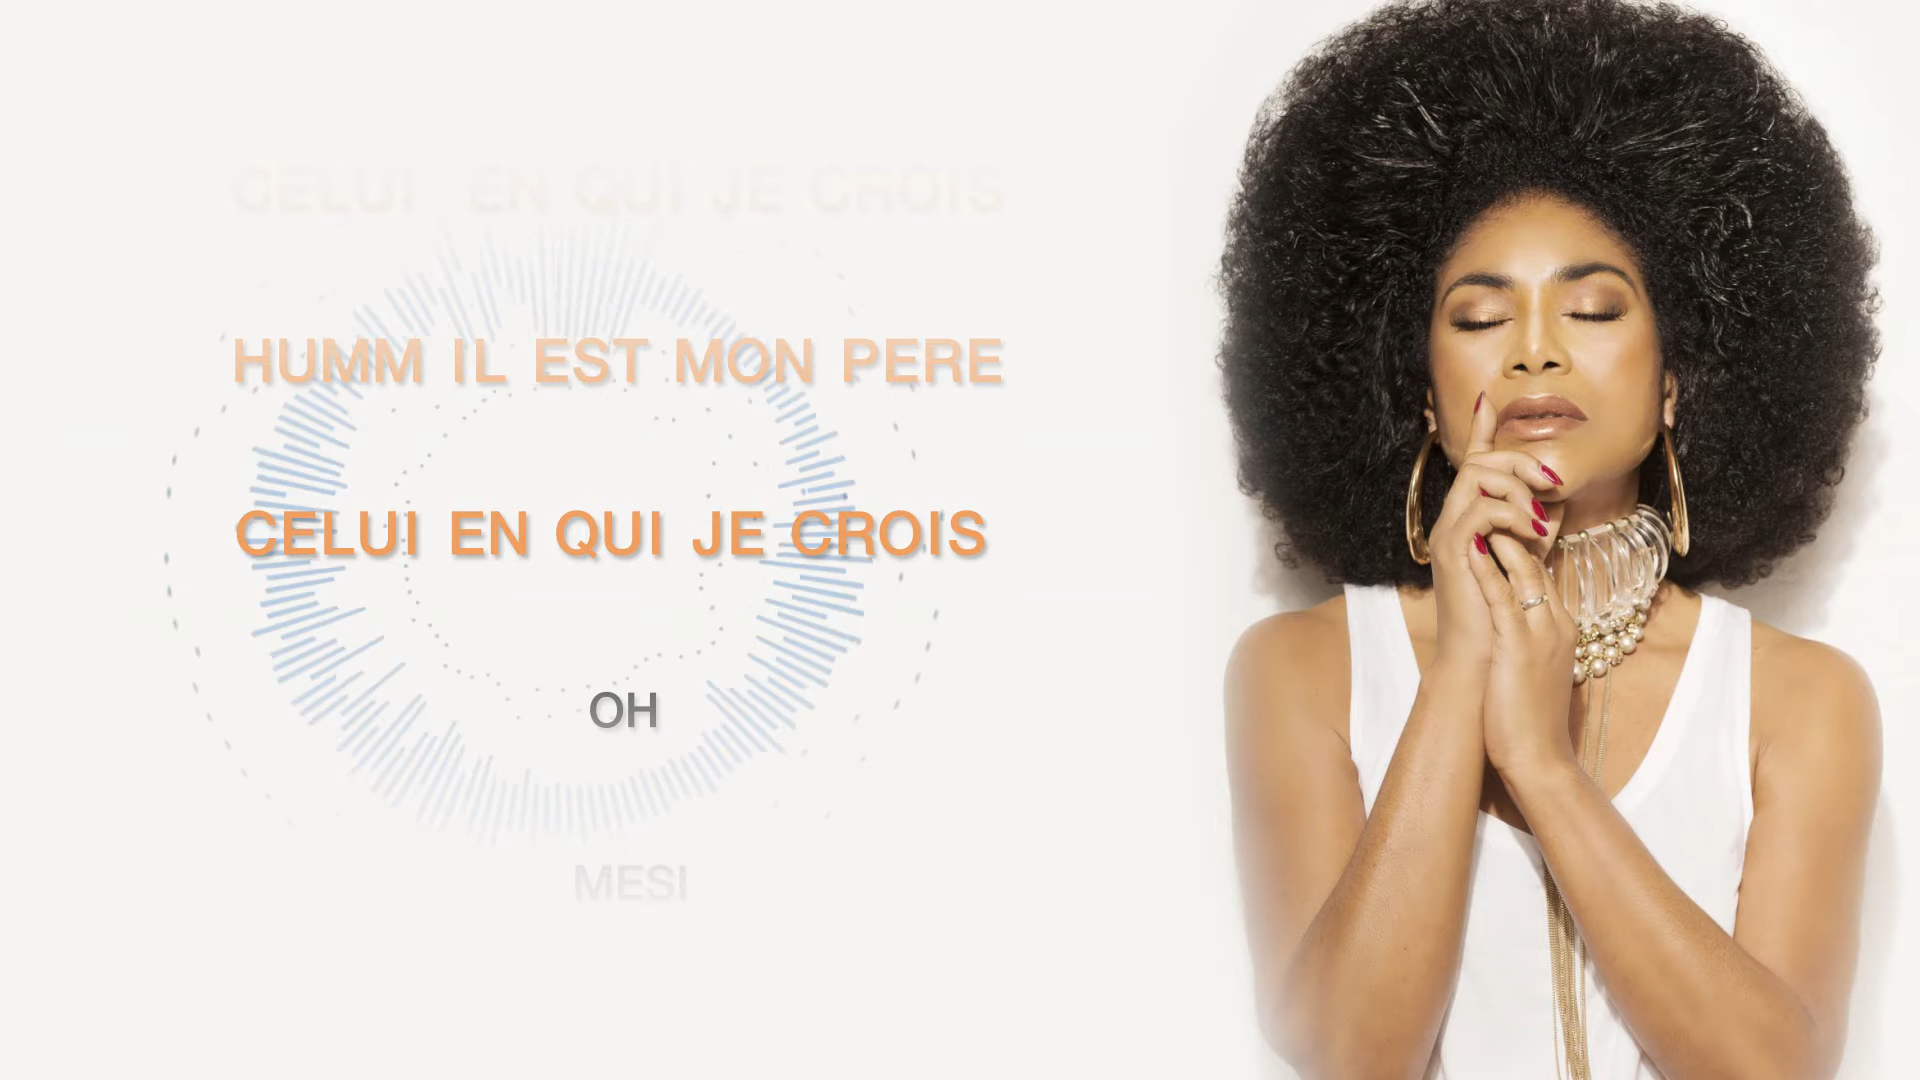 CELUI EN QUI JE CROIS
HUMM IL EST MON PERE
CELUI EN QUI JE CROIS
OH
MESI